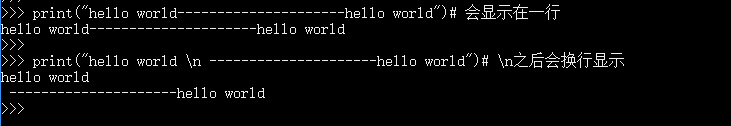 >>> print("hello world----------------------hello world")# 会显示在一行
hello world----------------------hello world
>>>
>>> print("hello world \n ----------------------hello world")# \n之后会换行显示
hello world
 ----------------------hello world
>>>